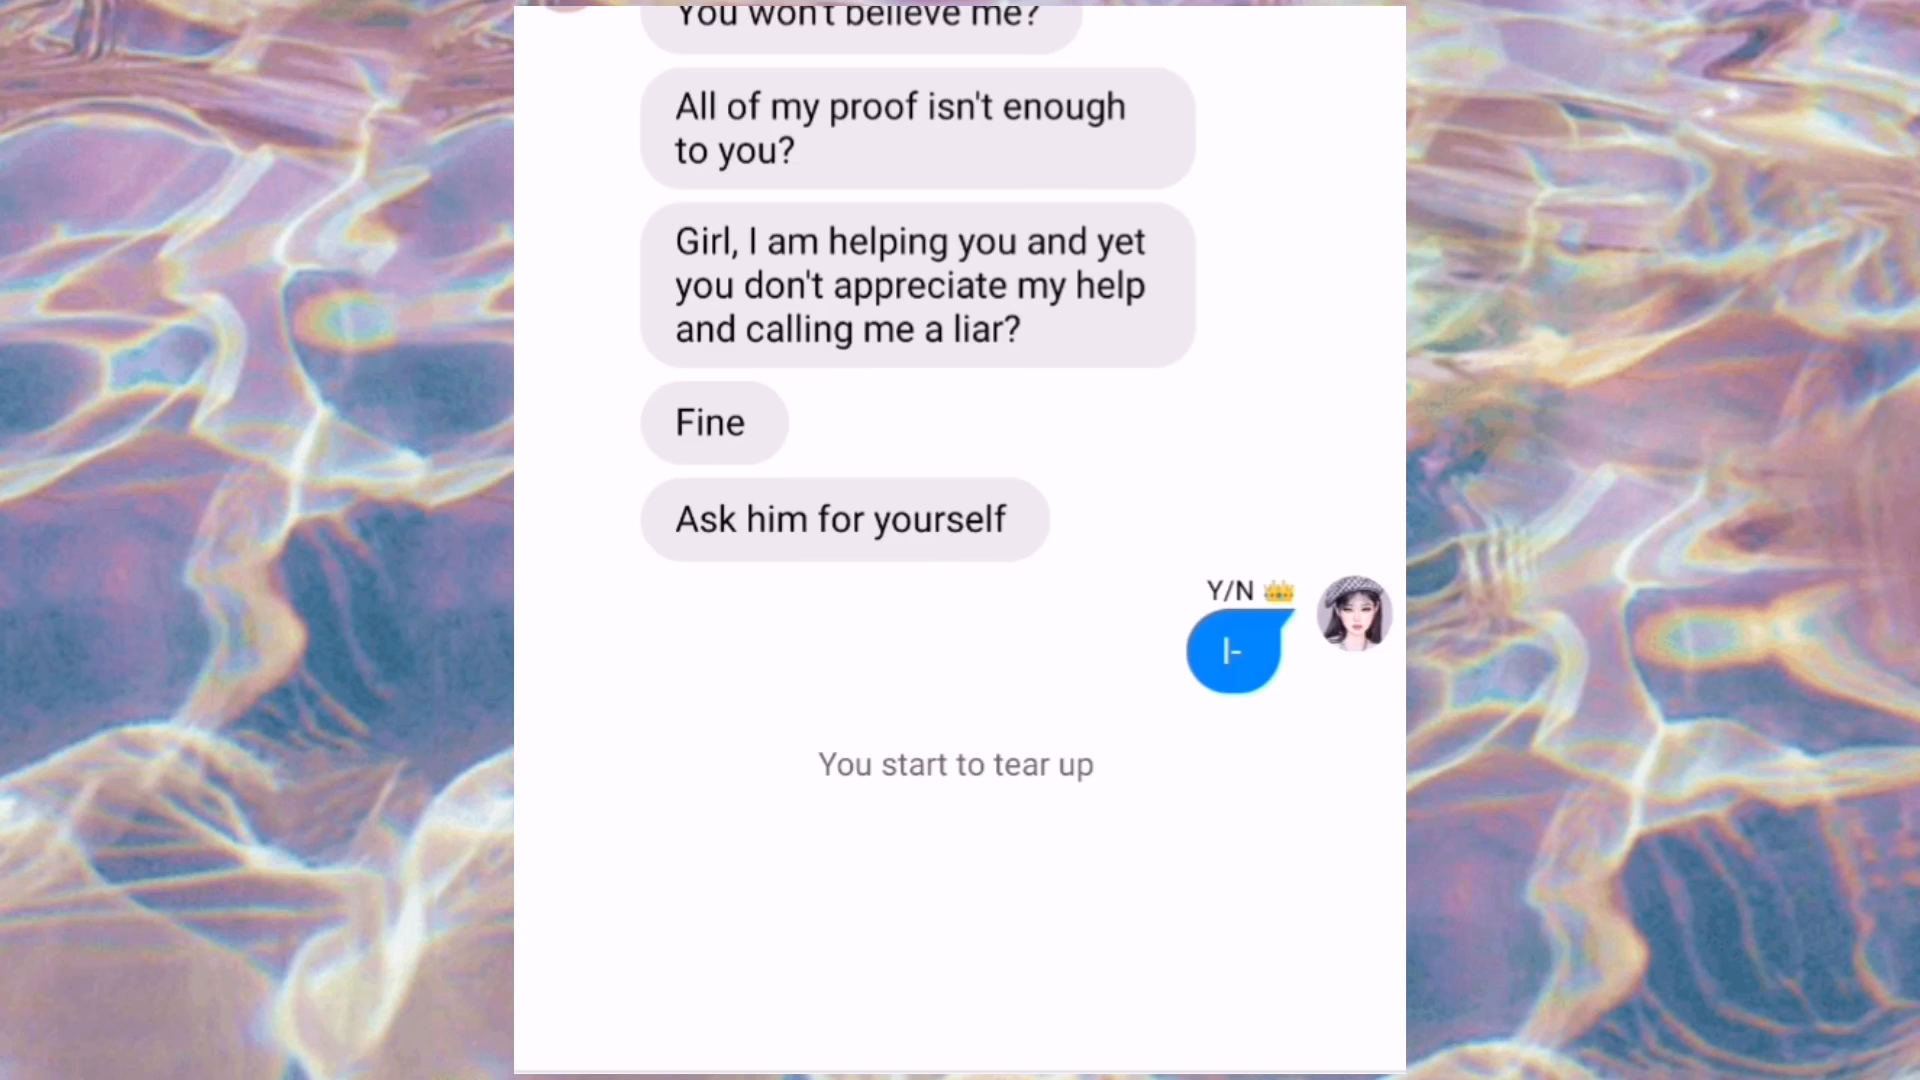 You won't believe me?
All of my proof isn't enough
to you?
Girl, I am helping you and yet
you don't appreciate my help
and calling me a liar?
Fine
Ask him for yourself
Y/N 👑
I-
You start to tear up